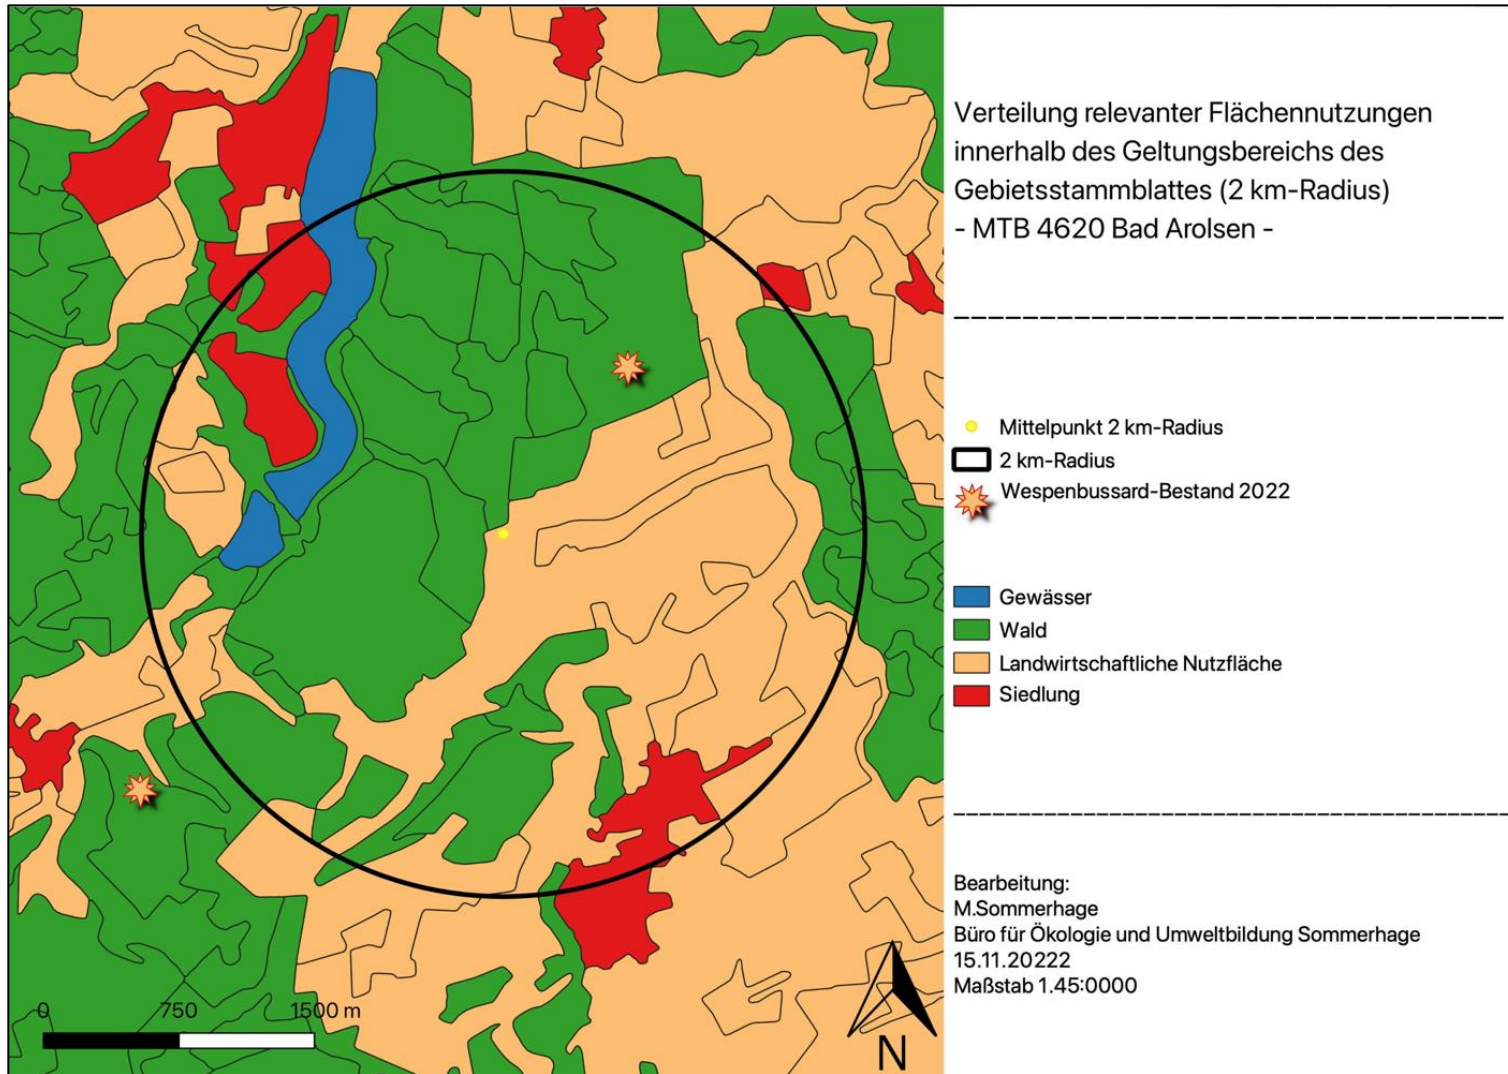 Verteilung relevanter Flächennutzungen
innerhalb des Geltungsbereichs des
Gebietsstammblattes (2 km-Radius)
- MTB 4620 Bad Arolsen -
Mittelpunkt 2 km-Radius
2 km-Radius
Wespenbussard-Bestand 2022
Gewässer
Wald
Landwirtschaftliche Nutzfläche
Siedlung
Bearbeitung:
M.Sommerhage
Büro für Ökologie und Umweltbildung Sommerhage
15.11.20222
Maßstab 1.45:0000
0 750 1500 m
N